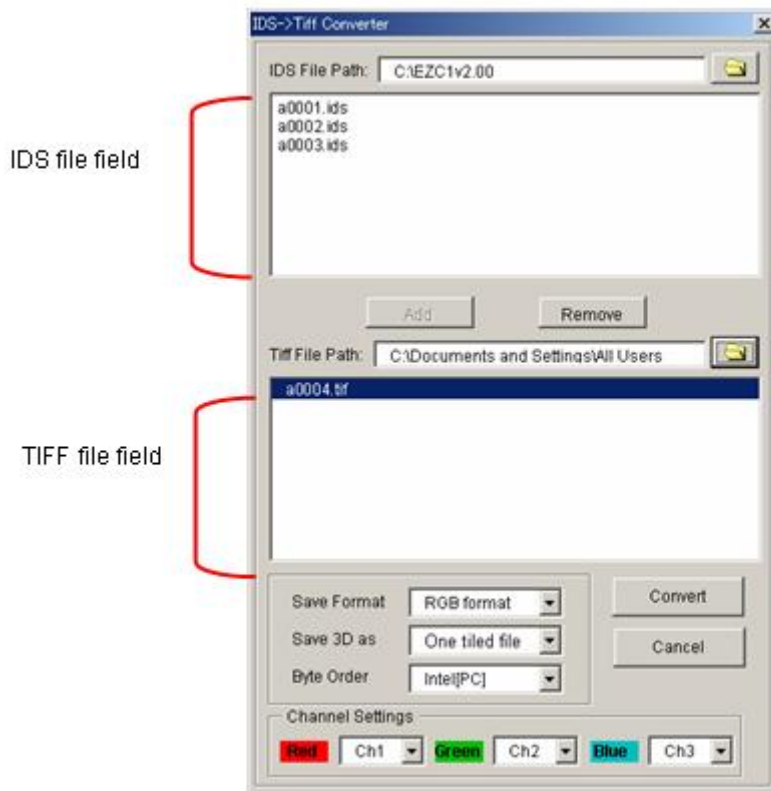 IDS->Tiff Converter
IDS File Path: C:\EZC1v2.00
IDS file field
a0001.ids
a0002.ids
a0003.ids
Add Remove
Tiff File Path: C:\Documents and Settings\All Users
TIFF file field
a0004.tif
Save Format RGB format Convert
Save 3D as One tiled file Cancel
Byte Order Intel[PC]
Channel Settings
Red Ch1 Green Ch2 Blue Ch3